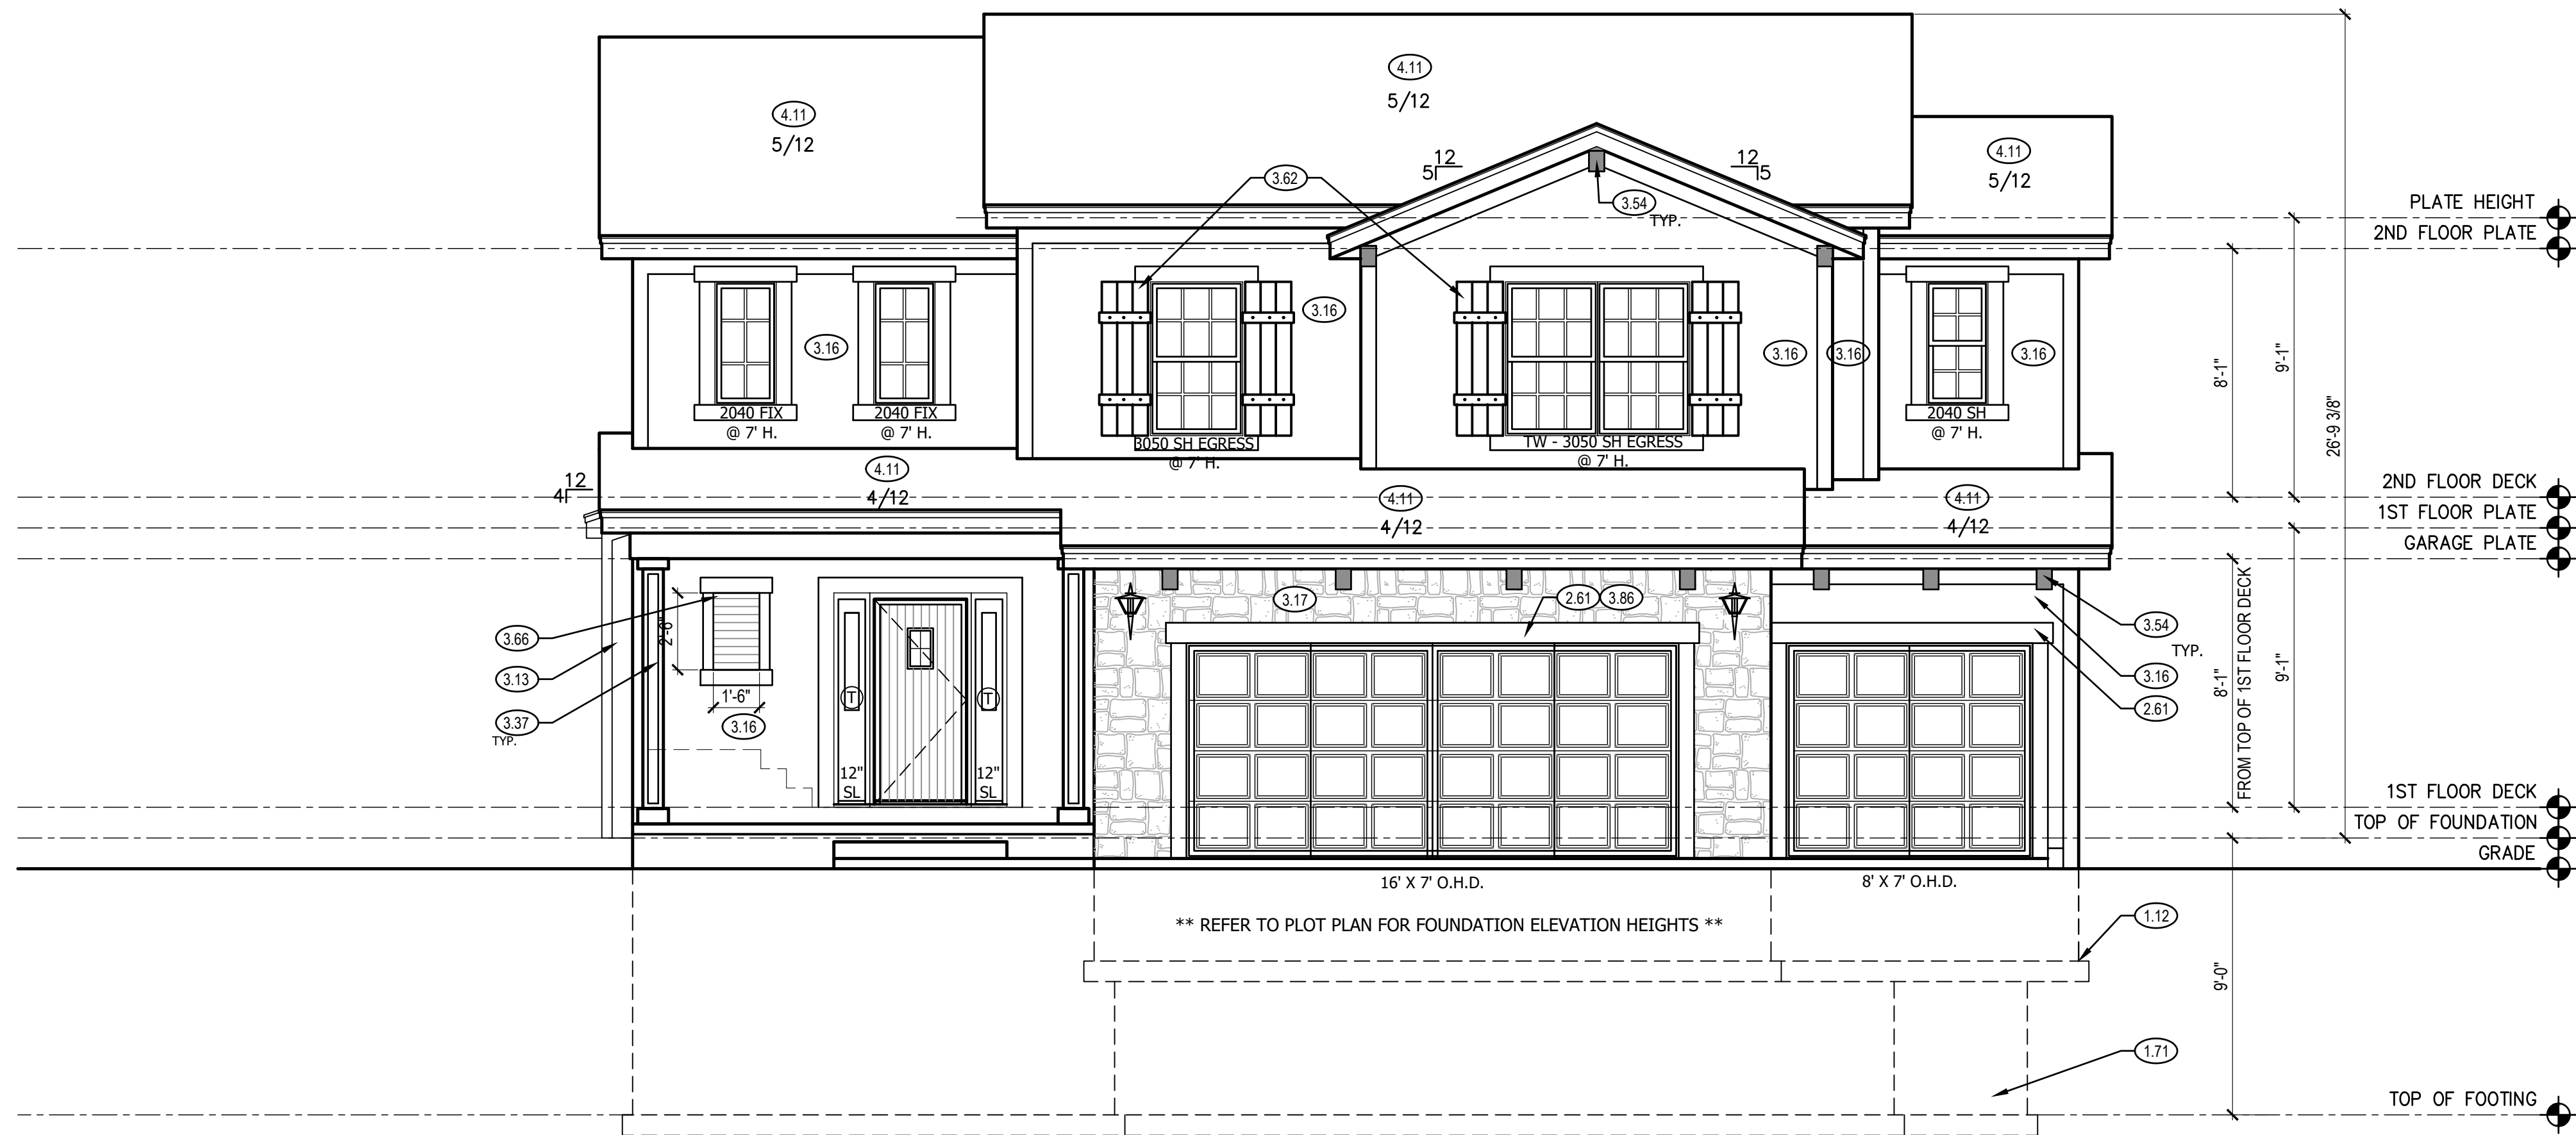 4.11
5/12
4.11
5/12
4.11
5/12
12
5
12
5
3.62
3.54
TYP.
PLATE HEIGHT
2ND FLOOR PLATE
3.16
3.16
3.16
3.16
3.16
8'-1"
9'-1"
26'-9 3/8"
2040 FIX
@ 7' H.
2040 FIX
@ 7' H.
3050 SH EGRESS
@ 7' H.
TW - 3050 SH EGRESS
@ 7' H.
2040 SH
@ 7' H.
12
4
4.11
4/12
4.11
4/12
4.11
4/12
2ND FLOOR DECK
1ST FLOOR PLATE
GARAGE PLATE
3.17
2.61
3.86
3.66
2'-6"
3.13
3.37
TYP.
1'-6"
3.16
T
T
12"
SL
12"
SL
3.54
TYP.
3.16
2.61
8'-1"
FROM TOP OF 1ST FLOOR DECK
9'-1"
1ST FLOOR DECK
TOP OF FOUNDATION
GRADE
16' X 7' O.H.D.
8' X 7' O.H.D.
** REFER TO PLOT PLAN FOR FOUNDATION ELEVATION HEIGHTS **
1.12
9'-0"
1.71
TOP OF FOOTING